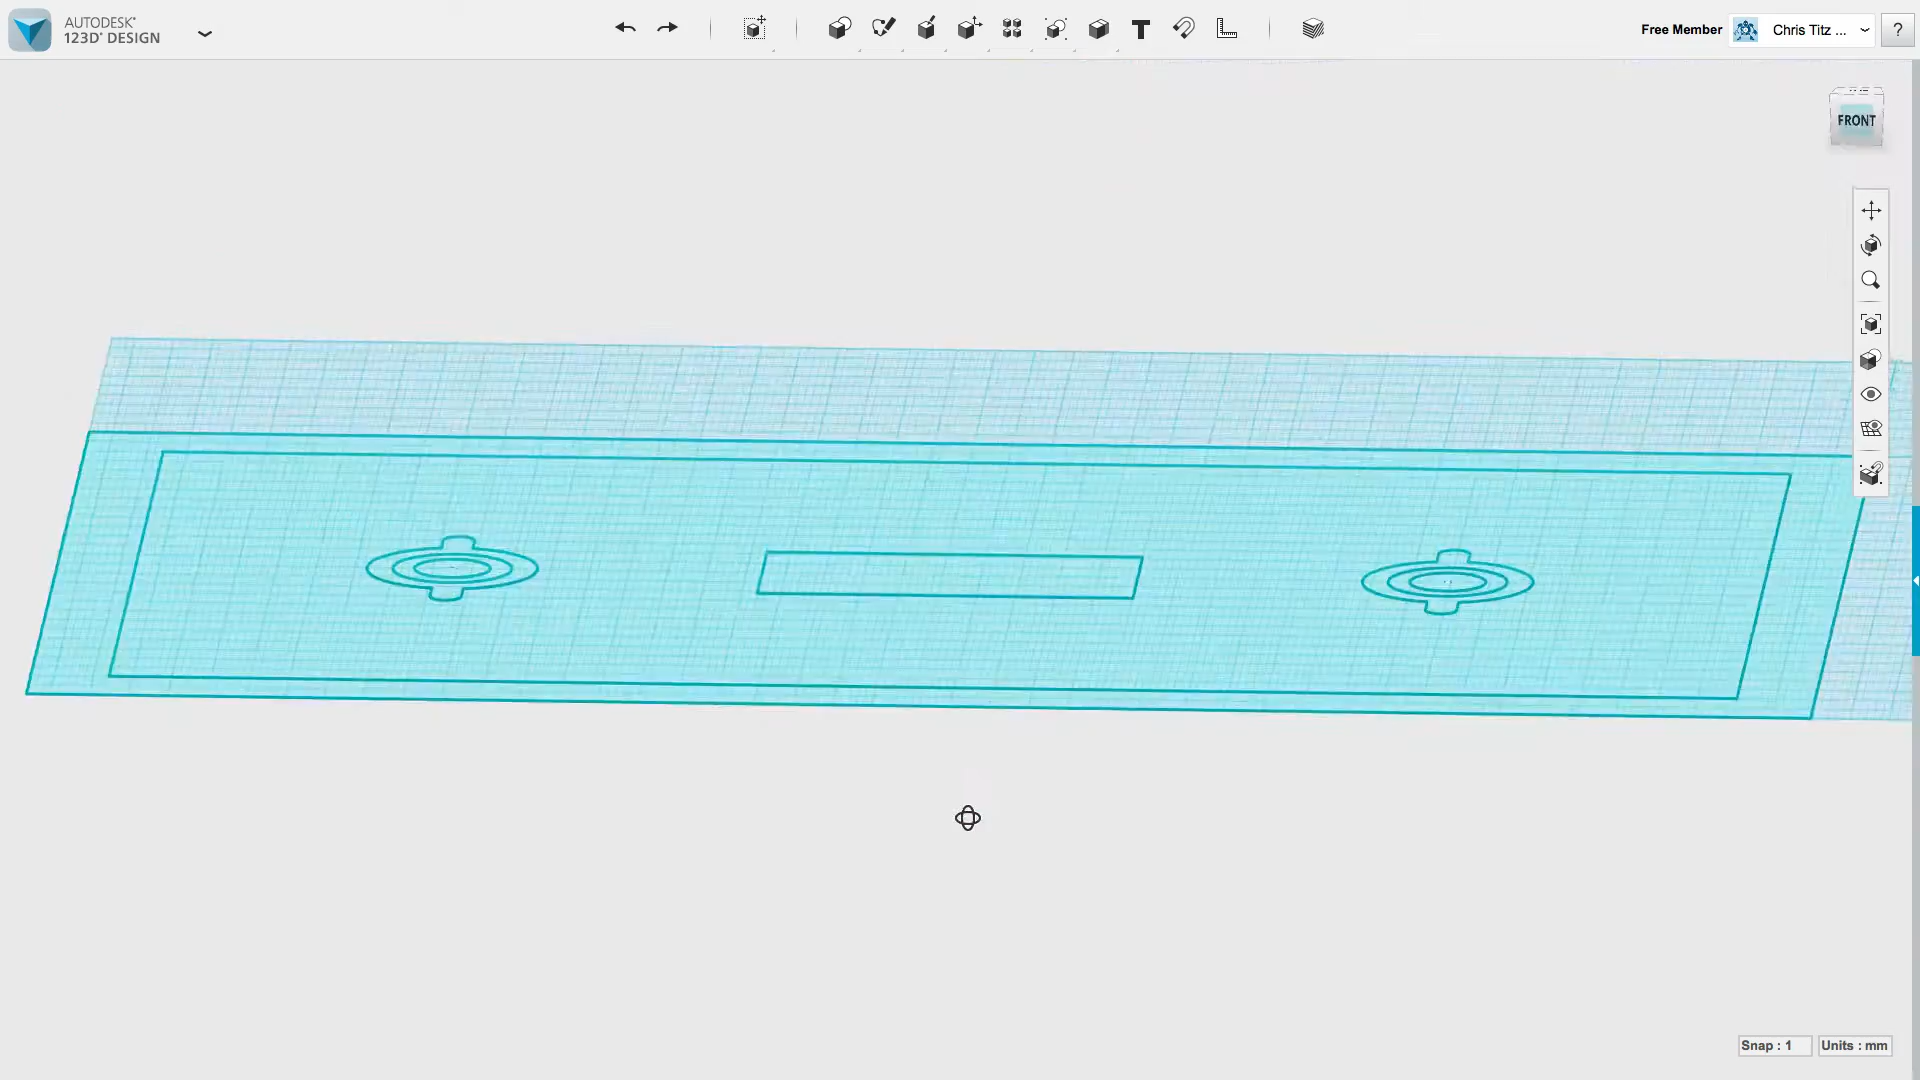 AUTODESK®
123D® DESIGN
T
Free Member
Chris Titz ...
?
FRONT
Snap : 1
Units : mm